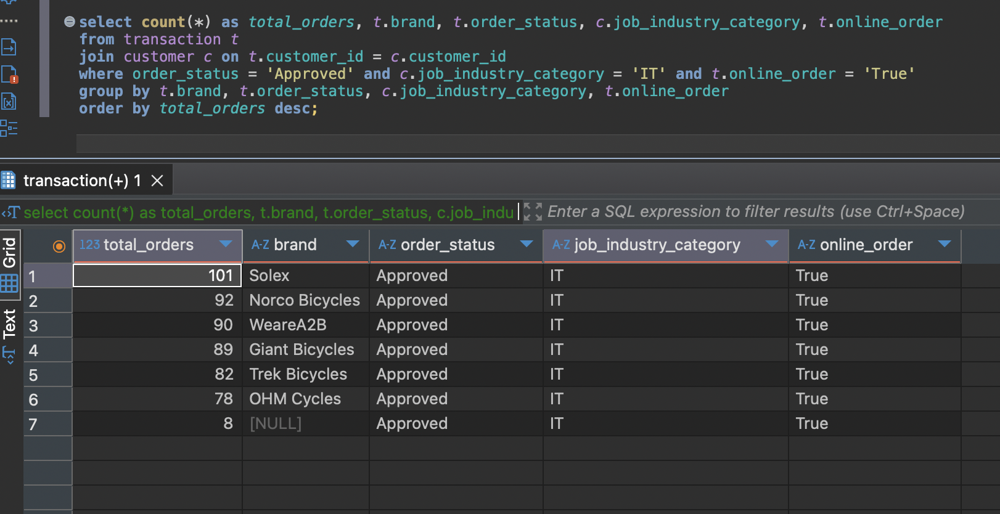 select count(*) as total_orders, t.brand, t.order_status, c.job_industry_category, t.online_order
from transaction t
join customer c on t.customer_id = c.customer_id
where order_status = 'Approved' and c.job_industry_category = 'IT' and t.online_order = 'True'
group by t.brand, t.order_status, c.job_industry_category, t.online_order
order by total_orders desc;
transaction(+) 1
select count(*) as total_orders, t.brand, t.order_status, c.job_indu Enter a SQL expression to filter results (use Ctrl+Space)
Grid
Text
123 total_orders A-Z brand A-Z order_status A-Z job_industry_category A-Z online_order
1 101 Solex Approved IT True
2 92 Norco Bicycles Approved IT True
3 90 WeareA2B Approved IT True
4 89 Giant Bicycles Approved IT True
5 82 Trek Bicycles Approved IT True
6 78 OHM Cycles Approved IT True
7 8 [NULL] Approved IT True